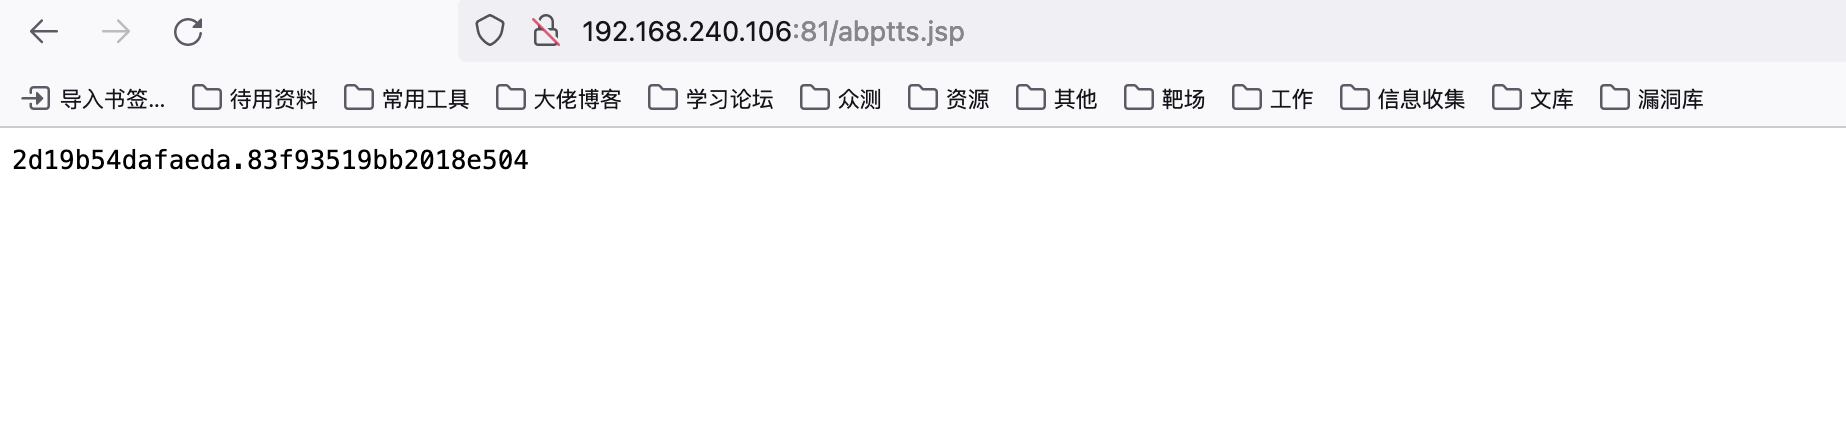 192.168.240.106:81/abptts.jsp
导入书签... 待用资料 常用工具 大佬博客 学习论坛 众测 资源 其他 靶场 工作 信息收集 文库 漏洞库
2d19b54dafaeda.83f93519bb2018e504